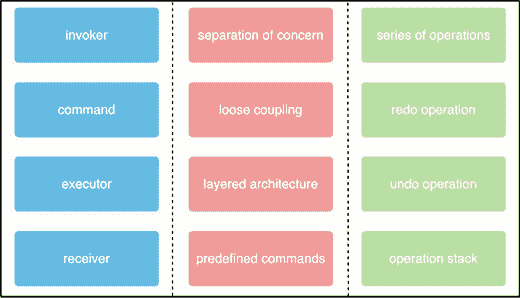 invoker
separation of concern
series of operations
command
loose coupling
redo operation
executor
layered architecture
undo operation
receiver
predefined commands
operation stack